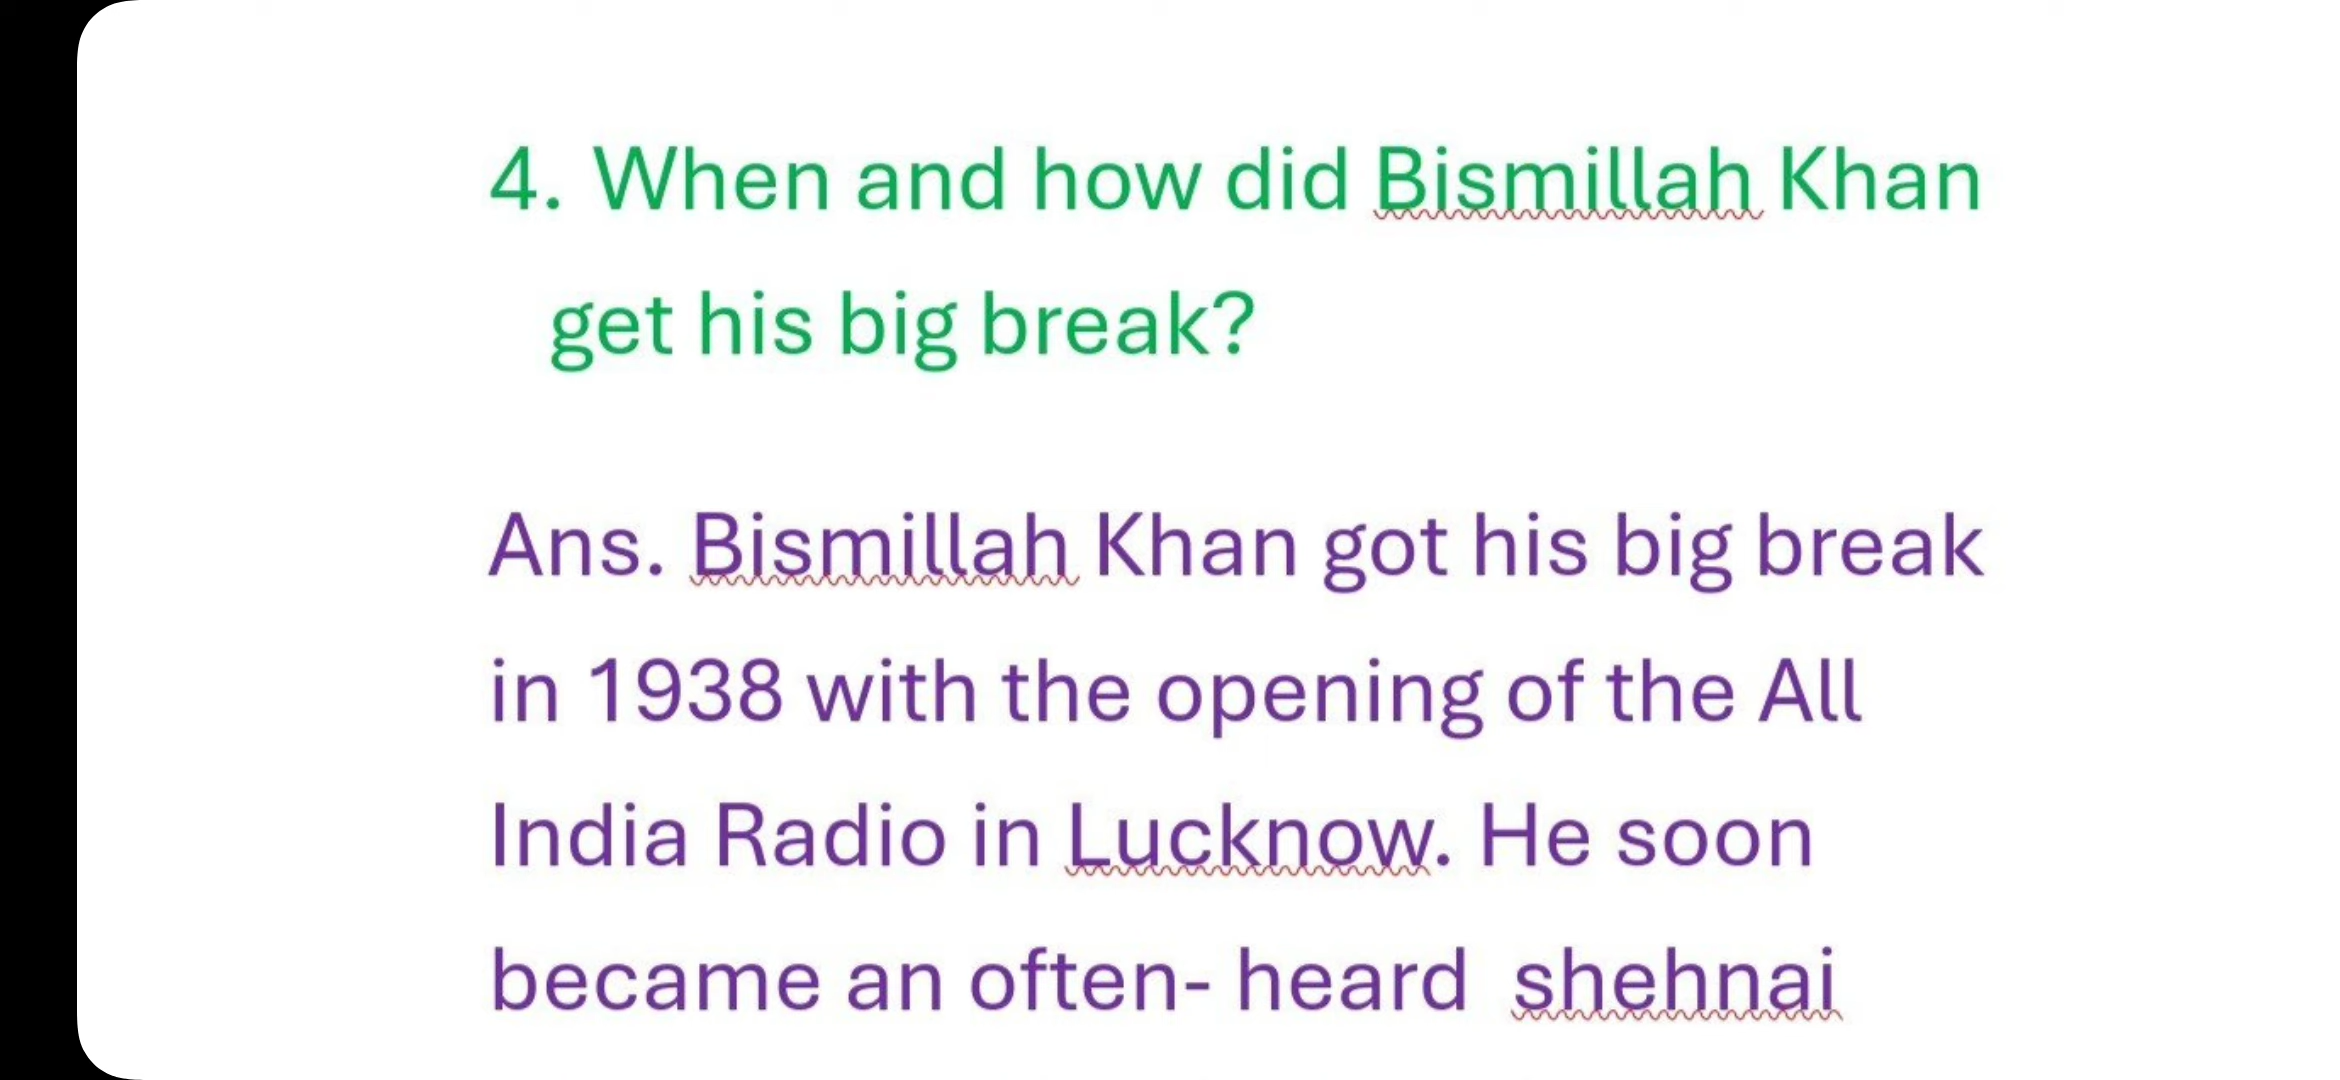 4. When and how did Bismillah Khan
get his big break?
Ans. Bismillah Khan got his big break
in 1938 with the opening of the All
India Radio in Lucknow. He soon
became an often- heard  shehnai